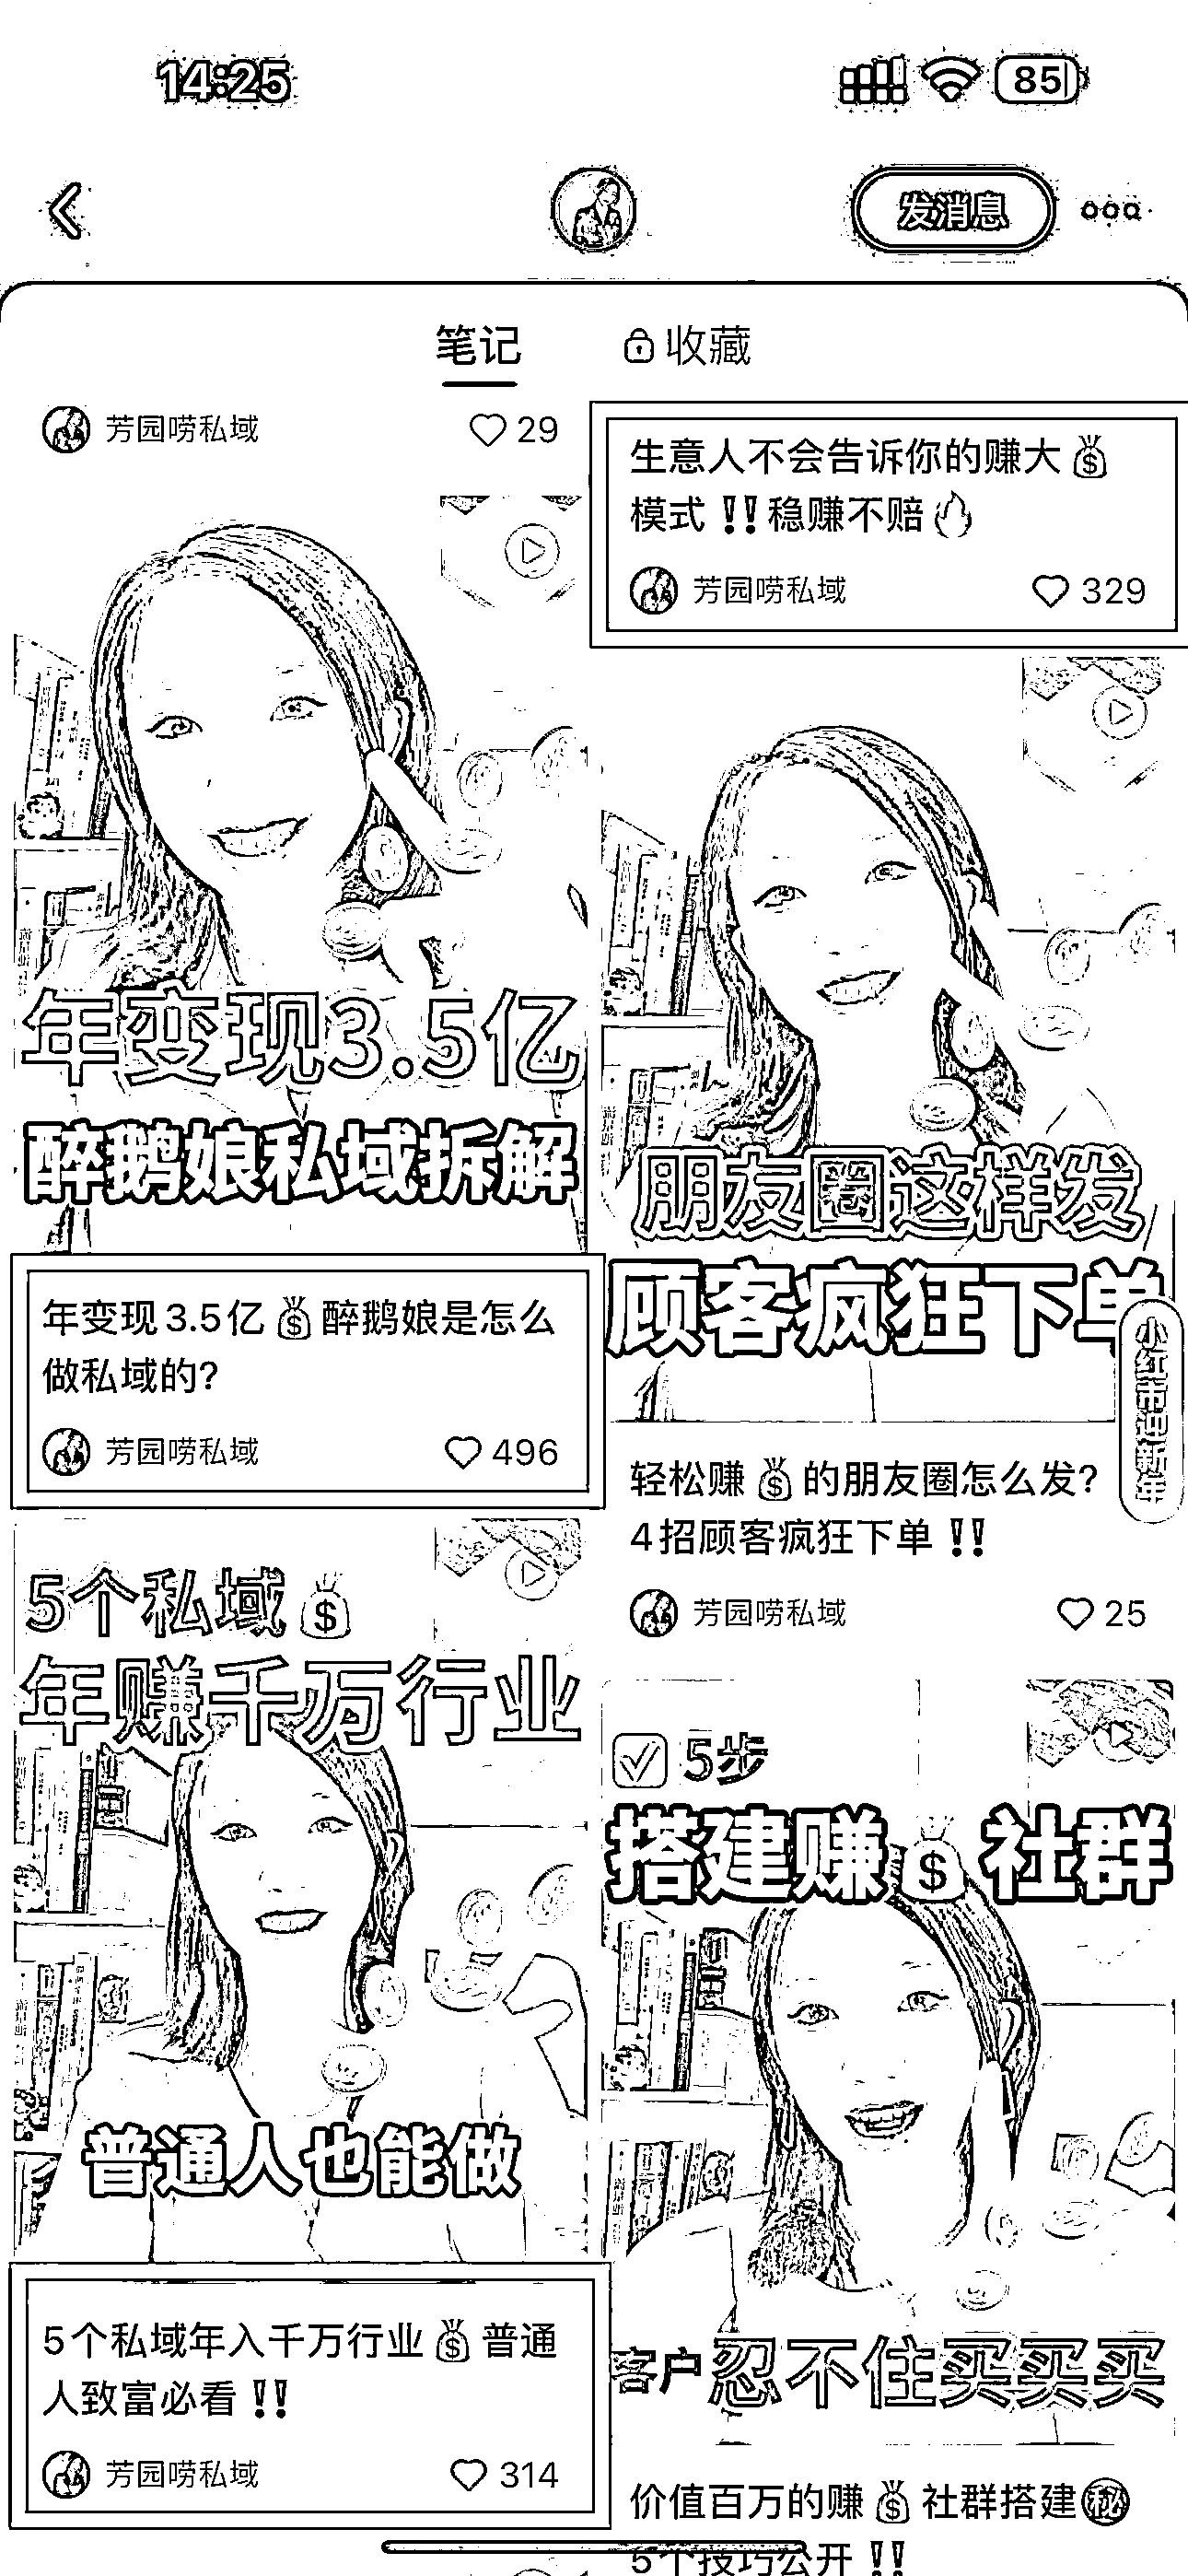 14:25
85
发消息
笔记
收藏
芳园唠私域
29
年变现3.5亿
醉鹅娘私域拆解
年变现3.5亿💰醉鹅娘是怎么
做私域的?
芳园唠私域
496
5个私域💰
年赚千万行业
普通人也能做
5个私域年入千万行业💰普通
人致富必看‼️
芳园唠私域
314
生意人不会告诉你的赚大💰
模式‼️稳赚不赔🔥
芳园唠私域
329
朋友圈这样发
顾客疯狂下单
小红市迎新年
轻松赚💰的朋友圈怎么发?
4招顾客疯狂下单‼️
芳园唠私域
25
✅5步
搭建赚💰社群
客户忍不住买买买
价值百万的赚💰社群搭建㊙️
5个技巧公开‼️